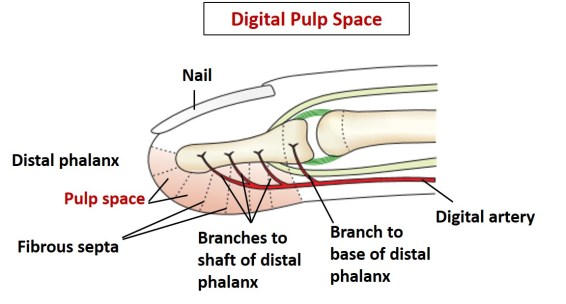 Digital Pulp Space
Nail
Distal phalanx
Pulp space
Fibrous septa
Branches to
shaft of distal
phalanx
Branch to
base of distal
phalanx
Digital artery